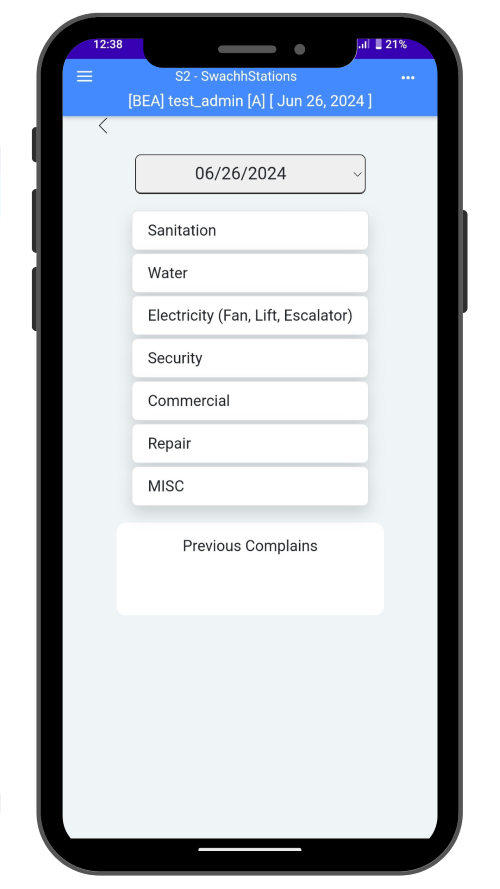 12:38
21%
S2 - SwachhStations
[BEA] test_admin [A] [ Jun 26, 2024 ]
06/26/2024
Sanitation
Water
Electricity (Fan, Lift, Escalator)
Security
Commercial
Repair
MISC
Previous Complains